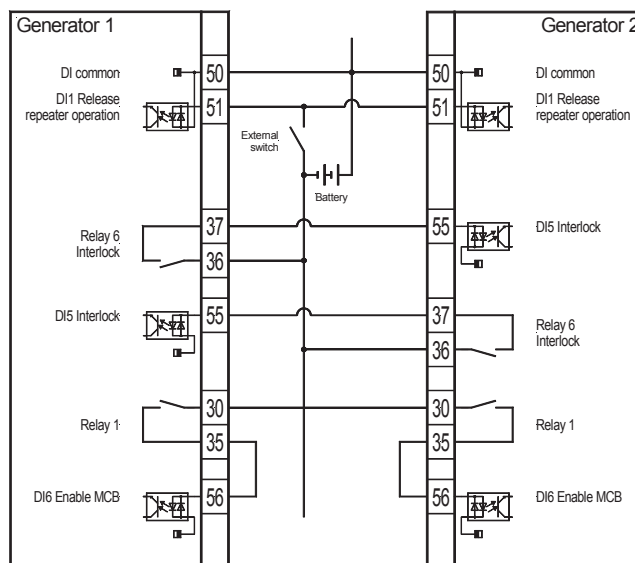 Generator 1
Generator 2
DI common
50
50
DI common
DI1 Release
repeater operation
51
51
DI1 Release
repeater operation
External
switch
Battery
Relay 6
Interlock
37
36
55
DI5 Interlock
DI5 Interlock
55
37
36
Relay 6
Interlock
Relay 1
30
35
30
35
Relay 1
DI6 Enable MCB
56
56
DI6 Enable MCB